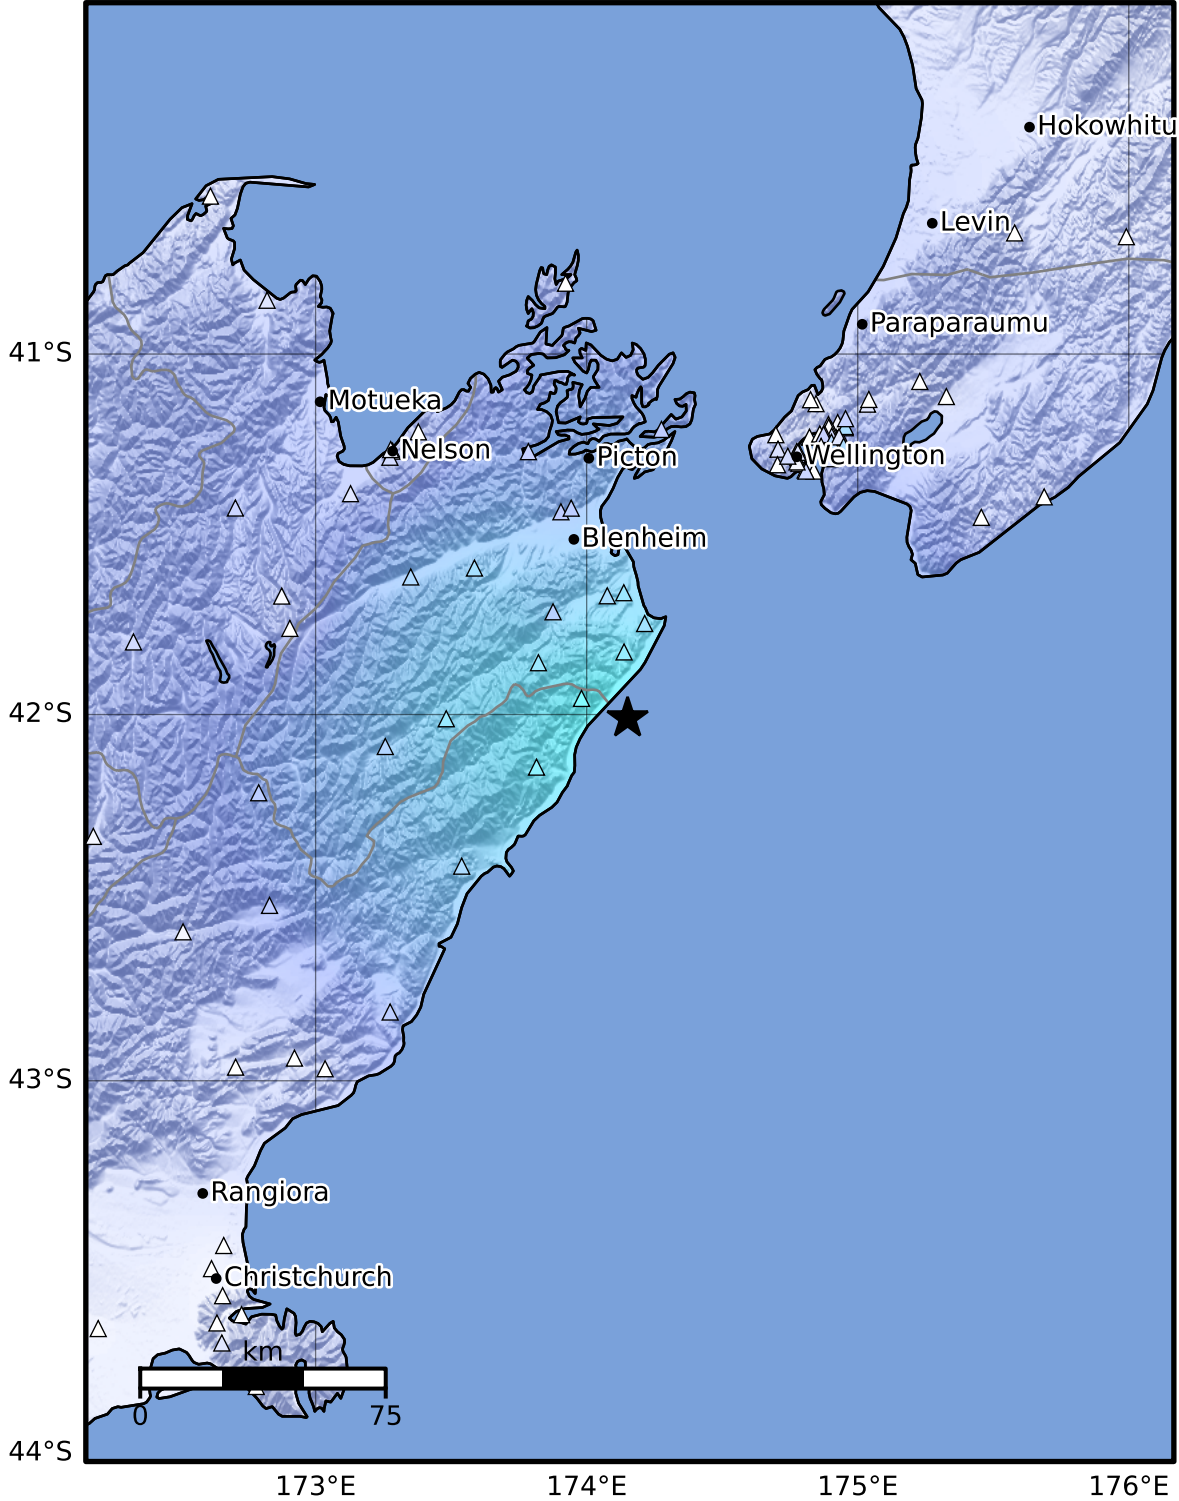 Hokowhitu
Levin
Paraparaumu
41°S
Motueka
Nelson
Picton
Wellington
Blenheim
42°S
43°S
Rangiora
Christchurch
km
0
75
44°S
173°E
174°E
175°E
176°E